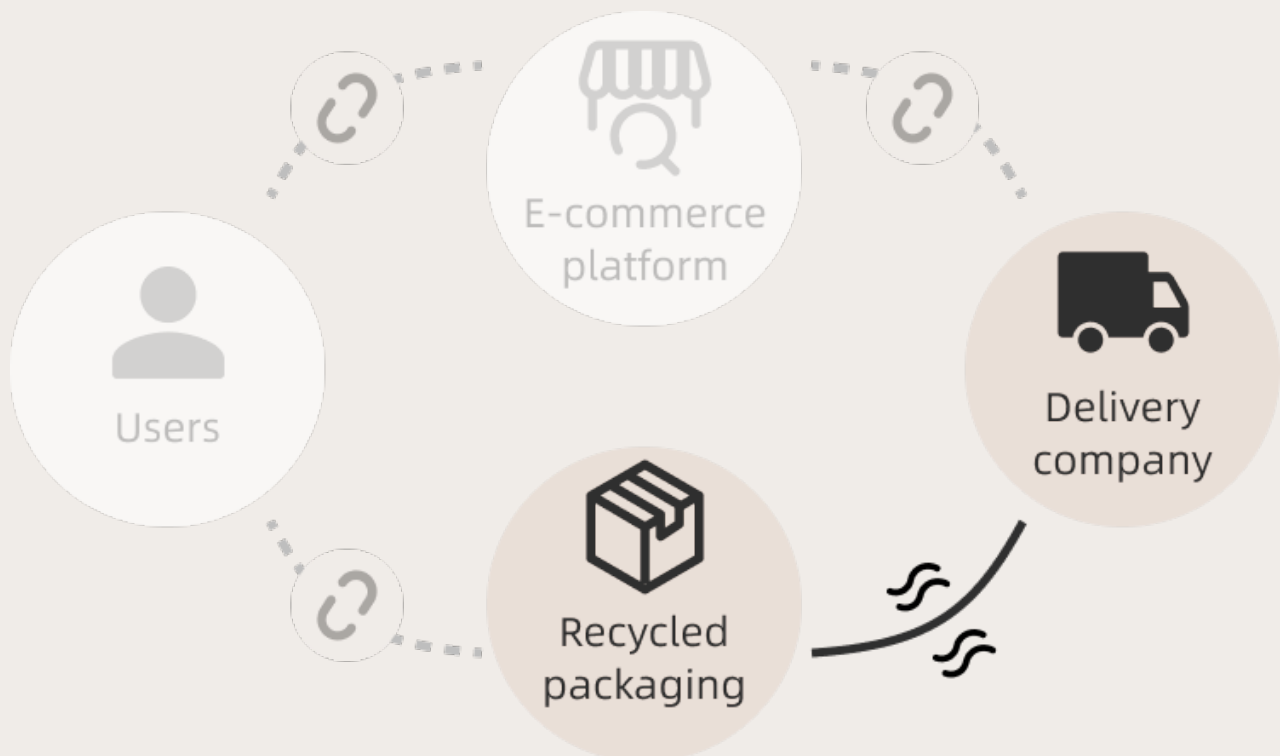 E-commerce
platform
Users
Delivery
company
Recycled
packaging